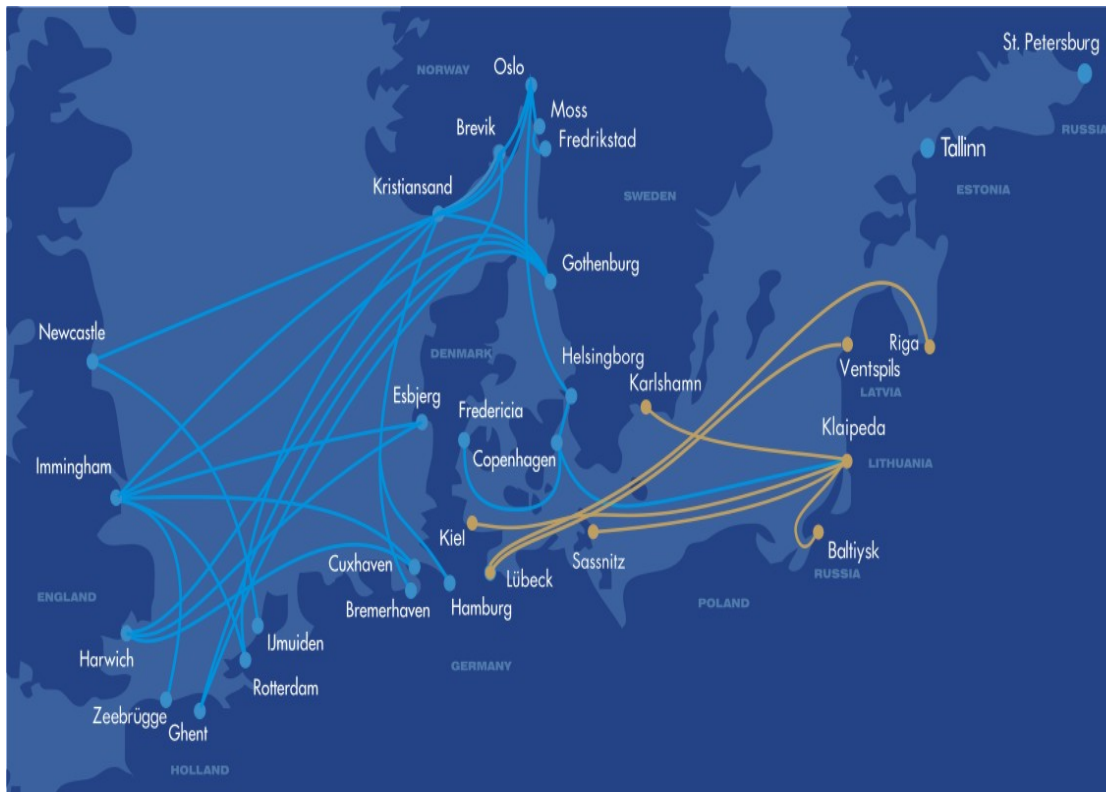 St. Petersburg
Oslo
NORWAY
Moss
RUSSIA
Brevik
Fredrikstad
Tallinn
ESTONIA
Kristiansand
SWEDEN
Gothenburg
Newcastle
DENMARK
Helsingborg
Riga
Ventspils
Karlshamn
LATVIA
Esbjerg
Fredericia
Klaipeda
Copenhagen
LITHUANIA
Immingham
Kiel
Baltiysk
Sassnitz
Cuxhaven
Lübeck
RUSSIA
ENGLAND
Bremerhaven
Hamburg
POLAND
IJmuiden
Harwich
GERMANY
Rotterdam
Zeebrügge
Ghent
HOLLAND